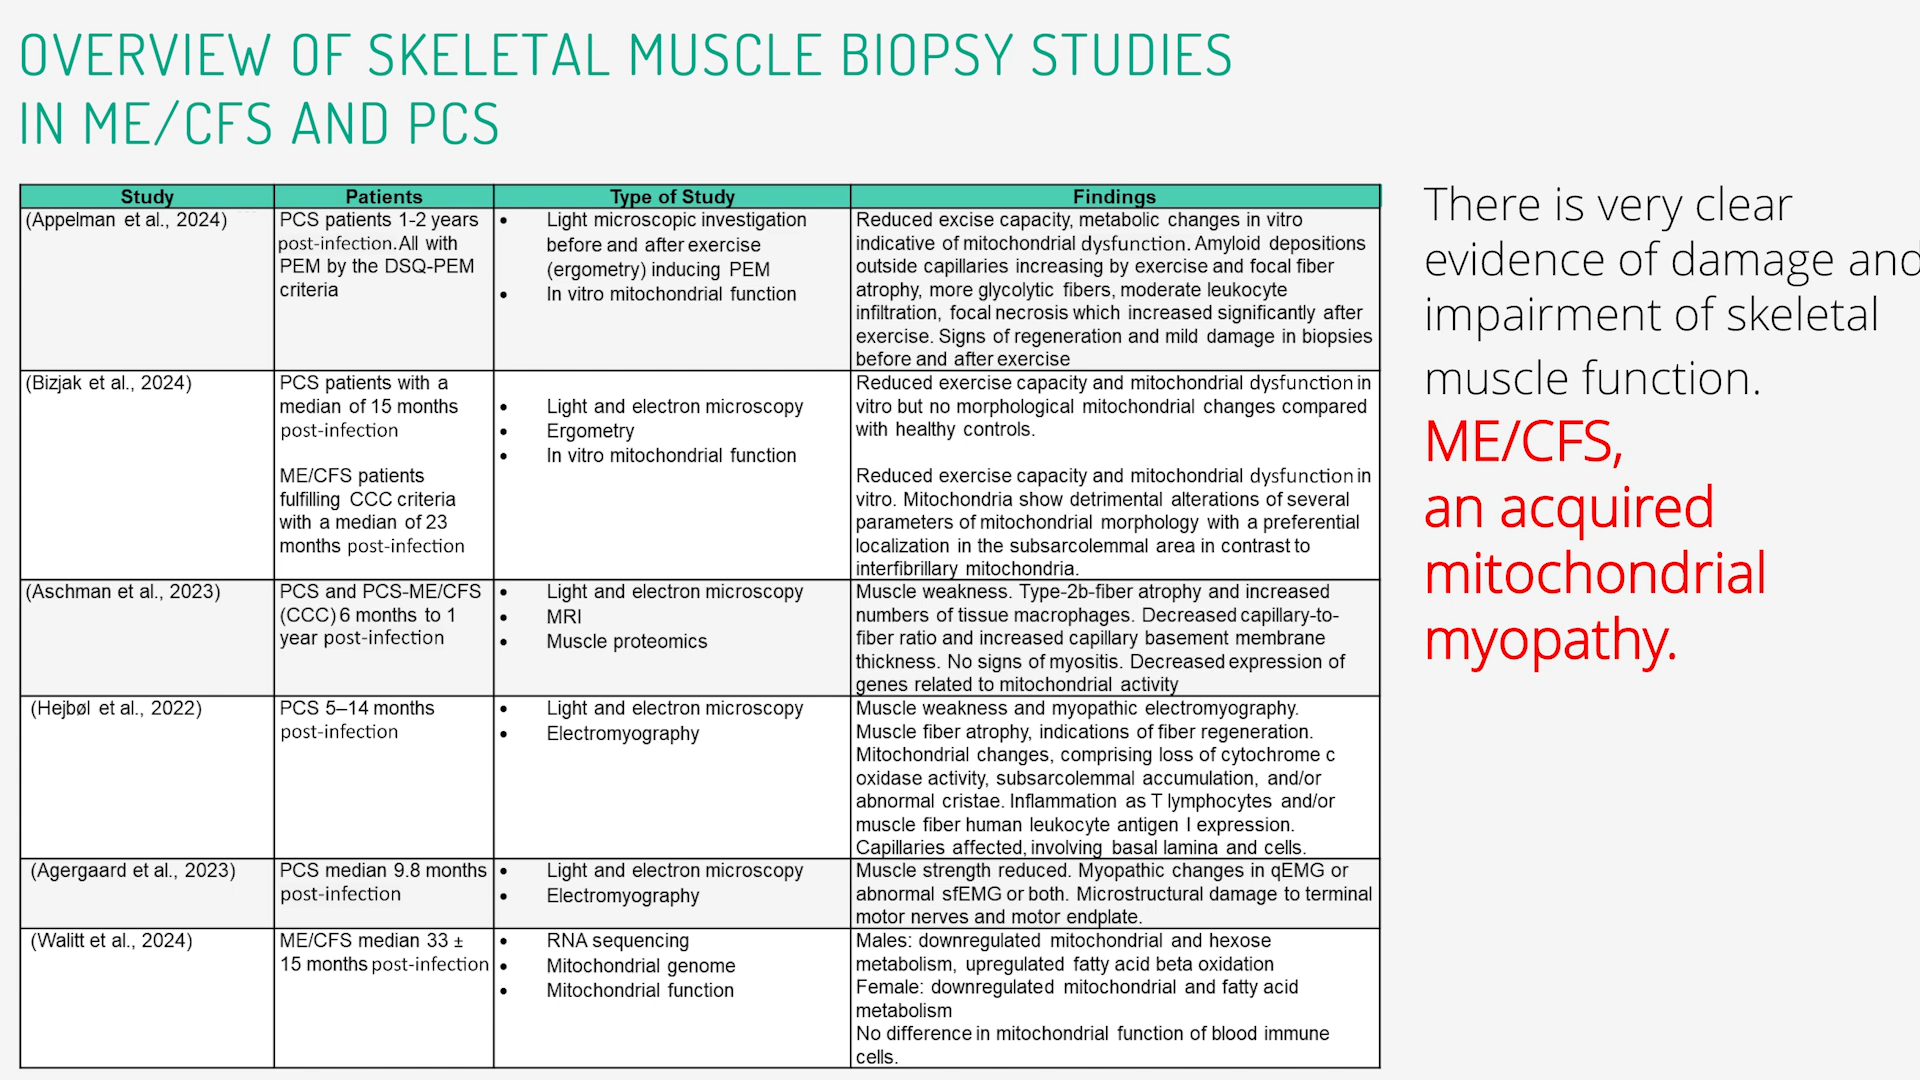 OVERVIEW OF SKELETAL MUSCLE BIOPSY STUDIES
IN ME/CFS AND PCS
Study
Patients
Type of Study
Findings
(Appelman et al., 2024)
PCS patients 1-2 years
post-infection. All with
PEM by the DSQ-PEM
criteria
• Light microscopic investigation
before and after exercise
(ergometry) inducing PEM
• In vitro mitochondrial function
Reduced excise capacity, metabolic changes in vitro
indicative of mitochondrial dysfunction. Amyloid depositions
outside capillaries increasing by exercise and focal fiber
atrophy, more glycolytic fibers, moderate leukocyte
infiltration, focal necrosis which increased significantly after
exercise. Signs of regeneration and mild damage in biopsies
before and after exercise
(Bizjak et al., 2024)
PCS patients with a
median of 15 months
post-infection
ME/CFS patients
fulfilling CCC criteria
with a median of 23
months post-infection
• Light and electron microscopy
• Ergometry
• In vitro mitochondrial function
Reduced exercise capacity and mitochondrial dysfunction in
vitro but no morphological mitochondrial changes compared
with healthy controls.
Reduced exercise capacity and mitochondrial dysfunction in
vitro. Mitochondria show detrimental alterations of several
parameters of mitochondrial morphology with a preferential
localization in the subsarcolemmal area in contrast to
interfibrillary mitochondria.
(Aschman et al., 2023)
PCS and PCS-ME/CFS
(CCC) 6 months to 1
year post-infection
• Light and electron microscopy
• MRI
• Muscle proteomics
Muscle weakness. Type-2b-fiber atrophy and increased
numbers of tissue macrophages. Decreased capillary-to-
fiber ratio and increased capillary basement membrane
thickness. No signs of myositis. Decreased expression of
genes related to mitochondrial activity
(Hejbøl et al., 2022)
PCS 5–14 months
post-infection
• Light and electron microscopy
• Electromyography
Muscle weakness and myopathic electromyography.
Muscle fiber atrophy, indications of fiber regeneration.
Mitochondrial changes, comprising loss of cytochrome c
oxidase activity, subsarcolemmal accumulation, and/or
abnormal cristae. Inflammation as T lymphocytes and/or
muscle fiber human leukocyte antigen I expression.
Capillaries affected, involving basal lamina and cells.
(Agergaard et al., 2023)
PCS median 9.8 months
post-infection
• Light and electron microscopy
• Electromyography
Muscle strength reduced. Myopathic changes in qEMG or
abnormal sfEMG or both. Microstructural damage to terminal
motor nerves and motor endplate.
(Walitt et al., 2024)
ME/CFS median 33 ±
15 months post-infection
• RNA sequencing
• Mitochondrial genome
• Mitochondrial function
Males: downregulated mitochondrial and hexose
metabolism, upregulated fatty acid beta oxidation
Female: downregulated mitochondrial and fatty acid
metabolism
No difference in mitochondrial function of blood immune
cells.
There is very clear
evidence of damage and
impairment of skeletal
muscle function.
ME/CFS,
an acquired
mitochondrial
myopathy.